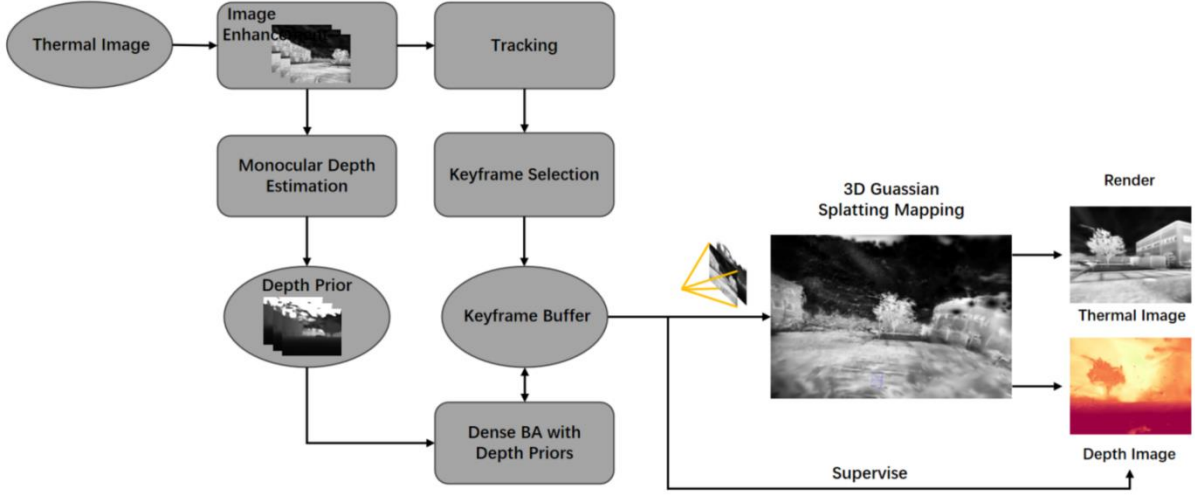 Thermal Image
Image
Enhancement
Tracking
Monocular Depth
Estimation
Keyframe Selection
Depth Prior
Keyframe Buffer
Dense BA with
Depth Priors
3D Guassian
Splatting Mapping
Render
Thermal Image
Depth Image
Supervise